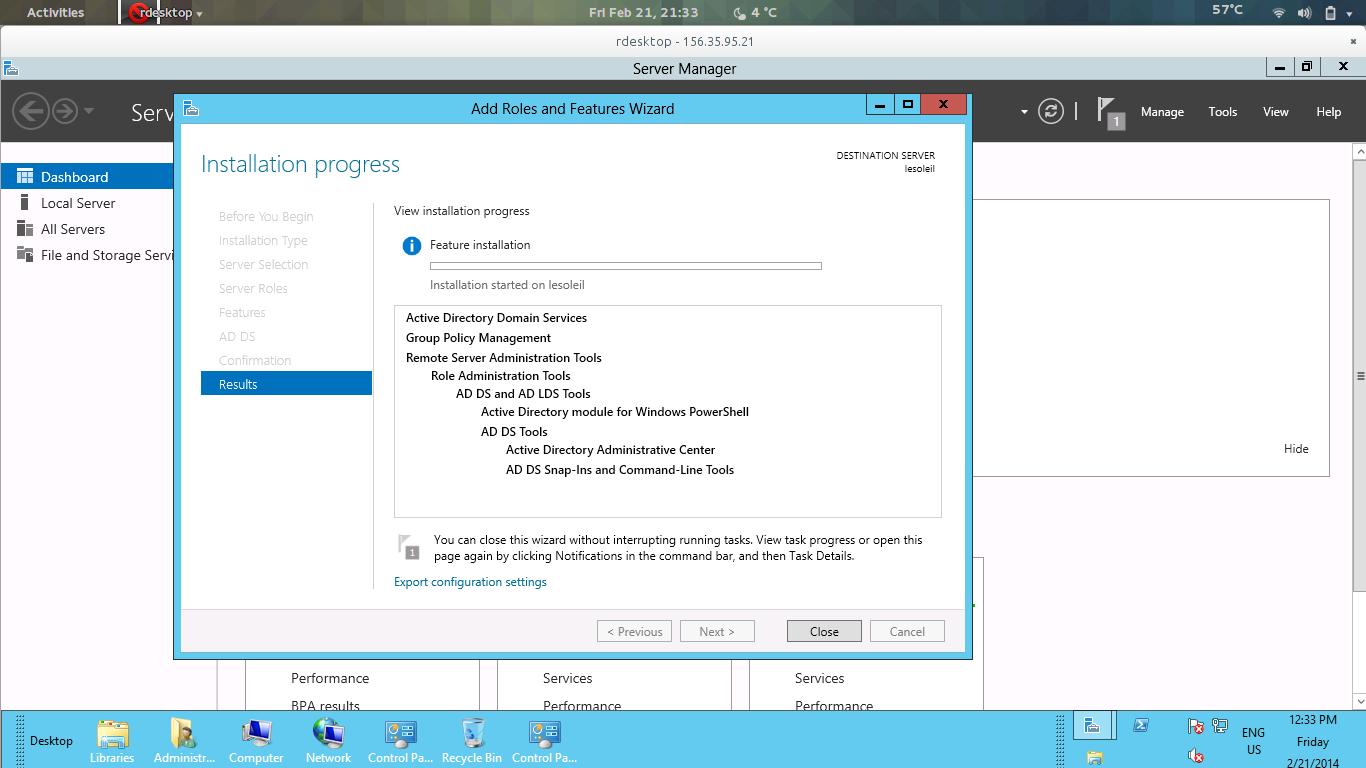 Activities
rdesktop
Fri Feb 21, 21:33
4 °C
57°C
rdesktop - 156.35.95.21
Server Manager
Serv
1
Manage
Tools
View
Help
Add Roles and Features Wizard
Dashboard
Local Server
All Servers
File and Storage Servi
Installation progress
DESTINATION SERVER
lesoleil
Before You Begin
Installation Type
Server Selection
Server Roles
Features
AD DS
Confirmation
Results
View installation progress
Feature installation
Installation started on lesoleil
Active Directory Domain Services
Group Policy Management
Remote Server Administration Tools
Role Administration Tools
AD DS and AD LDS Tools
Active Directory module for Windows PowerShell
AD DS Tools
Active Directory Administrative Center
AD DS Snap-Ins and Command-Line Tools
1
You can close this wizard without interrupting running tasks. View task progress or open this
page again by clicking Notifications in the command bar, and then Task Details.
Export configuration settings
< Previous
Next >
Close
Cancel
Hide
Performance
BPA results
Services
Performance
Services
Performance
Desktop
Libraries
Administr...
Computer
Network
Control Pa...
Recycle Bin
Control Pa...
ENG
US
12:33 PM
Friday
2/21/2014